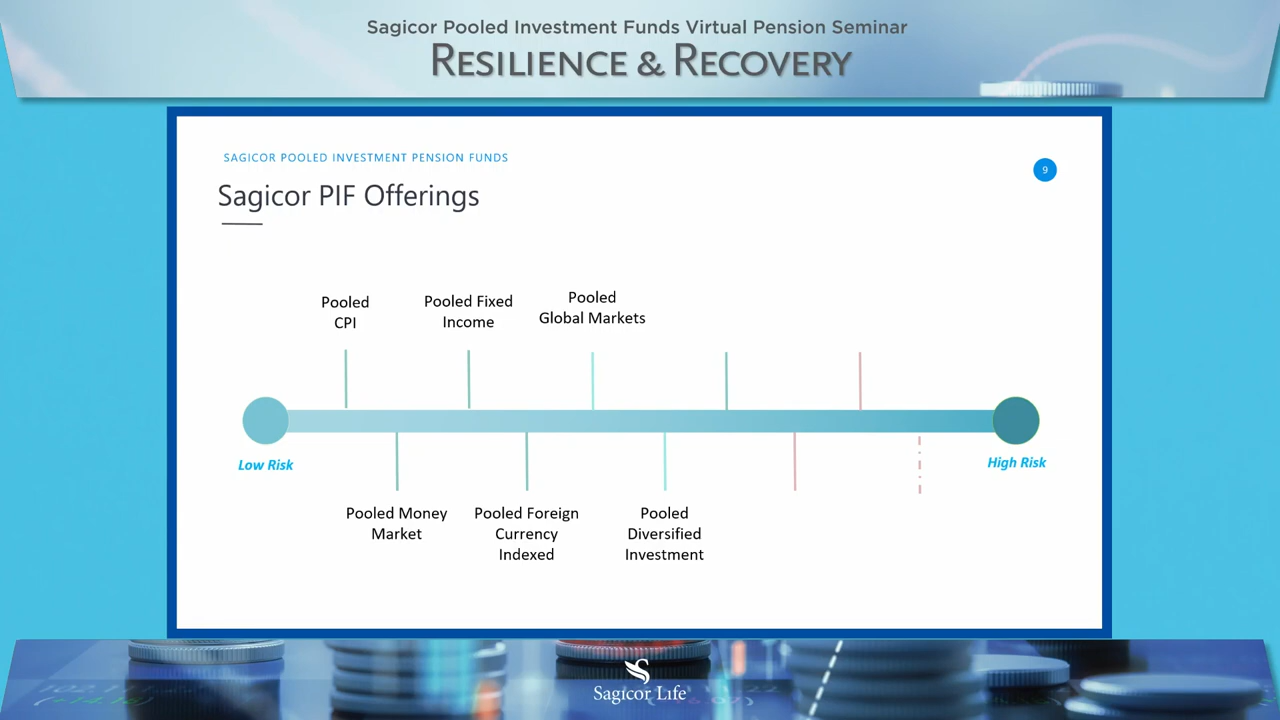 Sagicor Pooled Investment Funds Virtual Pension Seminar
RESILIENCE & RECOVERY
SAGICOR POOLED INVESTMENT PENSION FUNDS
9
Sagicor PIF Offerings
Pooled
CPI
Pooled Fixed
Income
Pooled
Global Markets
Low Risk
High Risk
Pooled Money
Market
Pooled Foreign
Currency
Indexed
Pooled
Diversified
Investment
Sagicor Life